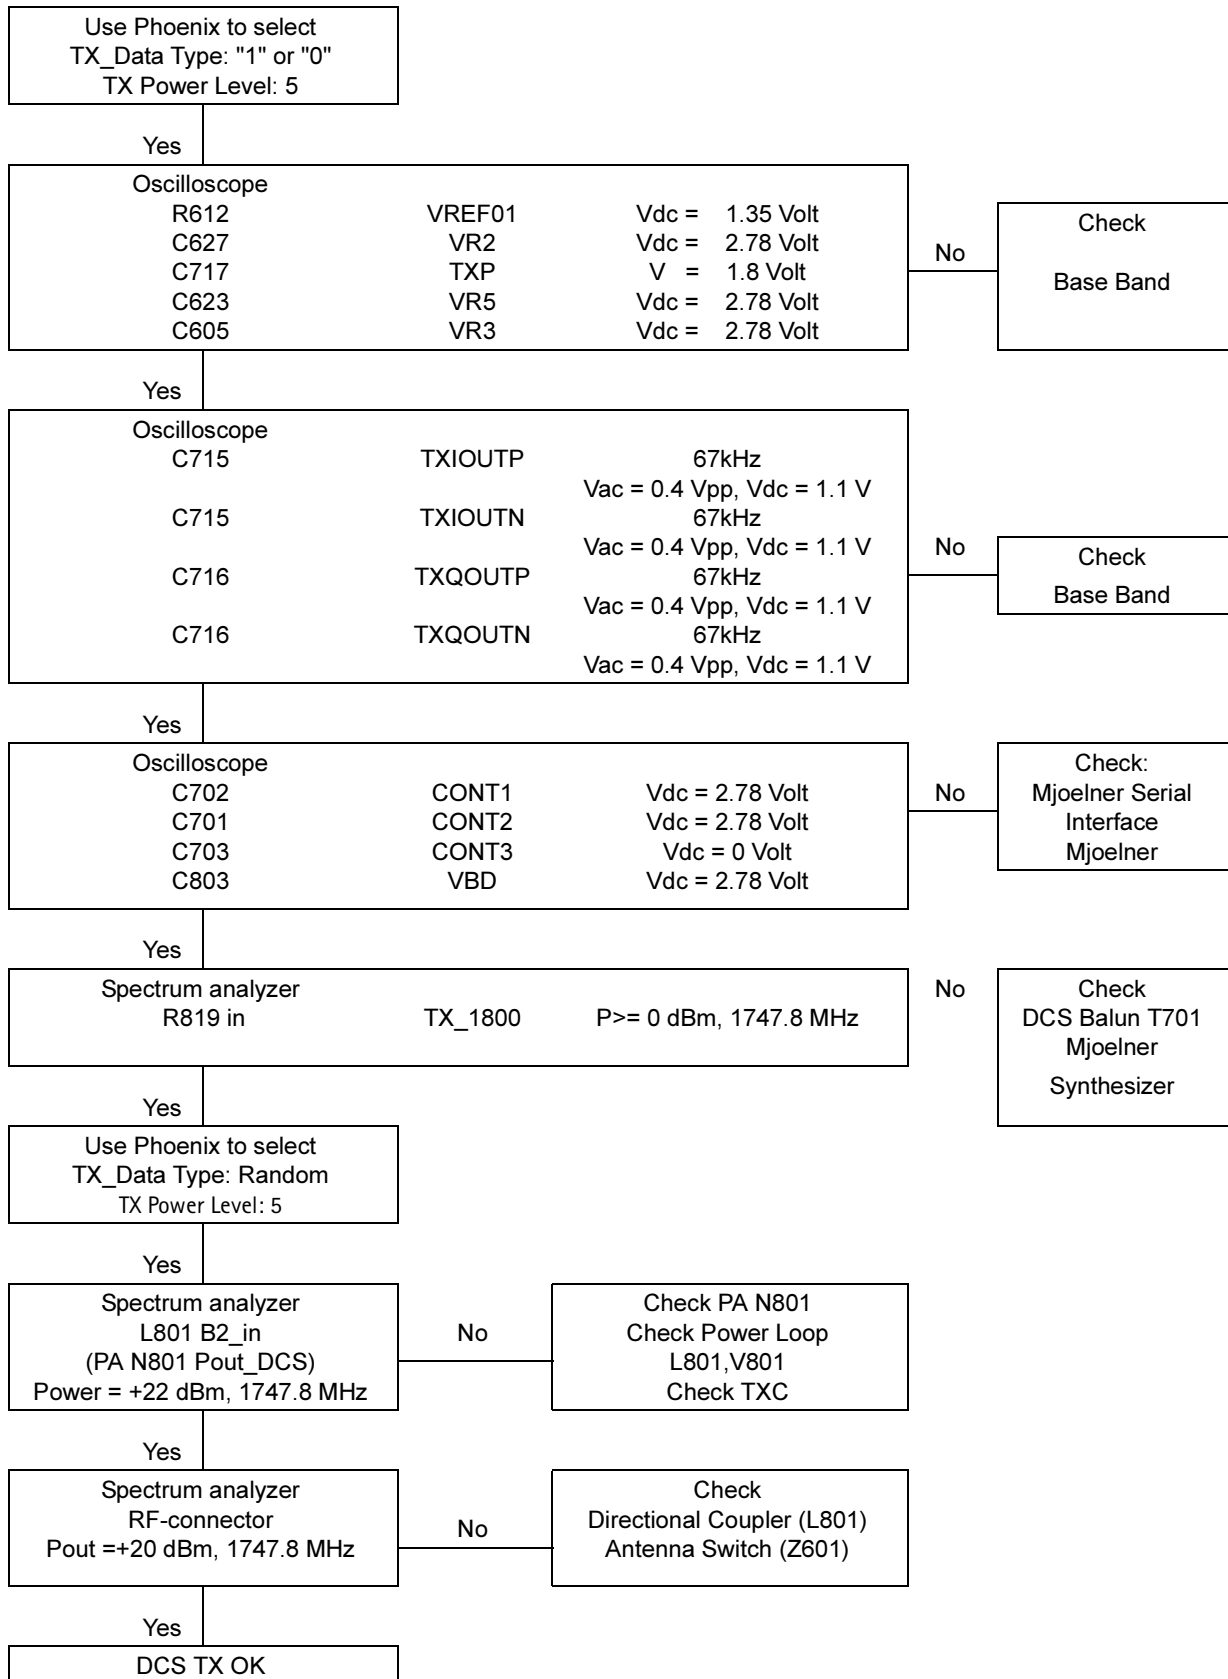 Use Phoenix to select
TX_Data Type: "1" or "0"
TX Power Level: 5
Yes
Oscilloscope
R612 VREF01 Vdc = 1.35 Volt
C627 VR2 Vdc = 2.78 Volt
C717 TXP V = 1.8 Volt
C623 VR5 Vdc = 2.78 Volt
C605 VR3 Vdc = 2.78 Volt
No
Check
Base Band
Yes
Oscilloscope
C715 TXIOUTP 67kHz
Vac = 0.4 Vpp, Vdc = 1.1 V
C715 TXIOUTN 67kHz
Vac = 0.4 Vpp, Vdc = 1.1 V
C716 TXQOUTP 67kHz
Vac = 0.4 Vpp, Vdc = 1.1 V
C716 TXQOUTN 67kHz
Vac = 0.4 Vpp, Vdc = 1.1 V
No
Check
Base Band
Yes
Oscilloscope
C702 CONT1 Vdc = 2.78 Volt
C701 CONT2 Vdc = 2.78 Volt
C703 CONT3 Vdc = 0 Volt
C803 VBD Vdc = 2.78 Volt
No
Check:
Mjoelner Serial
Interface
Mjoelner
Yes
Spectrum analyzer
R819 in TX_1800 P>= 0 dBm, 1747.8 MHz
No
Check
DCS Balun T701
Mjoelner
Synthesizer
Yes
Use Phoenix to select
TX_Data Type: Random
TX Power Level: 5
Yes
Spectrum analyzer
L801 B2_in
(PA N801 Pout_DCS)
Power = +22 dBm, 1747.8 MHz
No
Check PA N801
Check Power Loop
L801,V801
Check TXC
Yes
Spectrum analyzer
RF-connector
Pout =+20 dBm, 1747.8 MHz
No
Check
Directional Coupler (L801)
Antenna Switch (Z601)
Yes
DCS TX OK